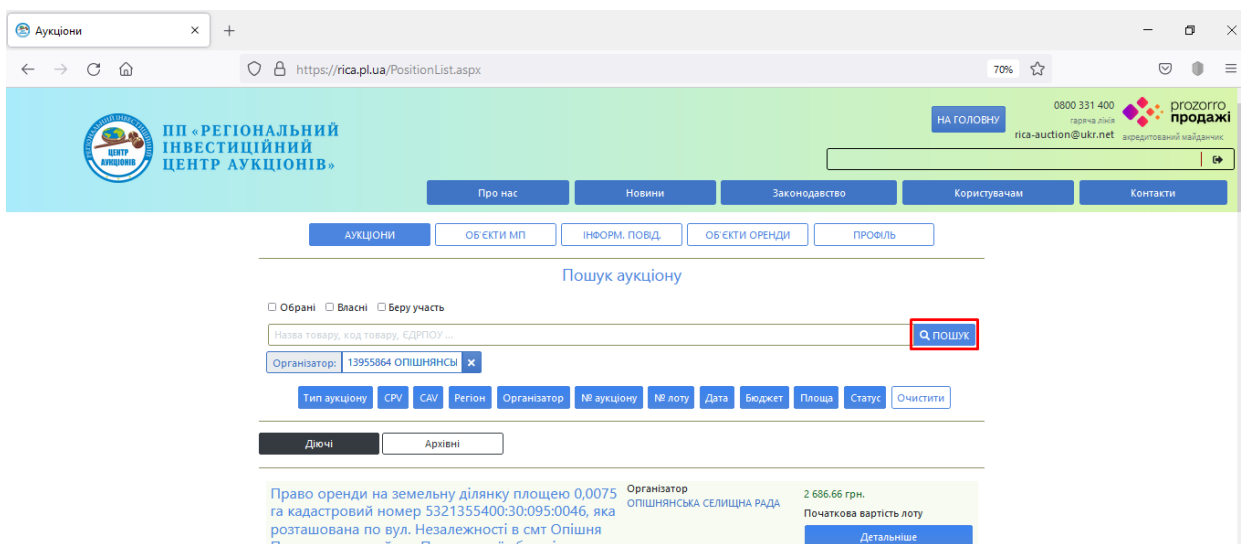 Аукціони
https://rica.pl.ua/PositionList.aspx
70%
ЦЕНТР
АУКЦІОНІВ
ПП «РЕГІОНАЛЬНИЙ
ІНВЕСТИЦІЙНИЙ
ЦЕНТР АУКЦІОНІВ»
НА ГОЛОВНУ
0800 331 400
гаряча лінія
rica-auction@ukr.net
prozorro
продажі
акредитований майданчик
Про нас
Новини
Законодавство
Користувачам
Контакти
АУКЦІОНИ
ОБ'ЄКТИ МП
ІНФОРМ. ПОВІД.
ОБ'ЄКТИ ОРЕНДИ
ПРОФІЛЬ
Пошук аукціону
Обрані Власні Беру участь
Назва товару, код товару, ЄДРПОУ ...
ПОШУК
Організатор: 13955864 ОПІШНЯНСЫ
Тип аукціону CPV CAV Регіон Організатор № аукціону № лоту Дата Бюджет Площа Статус Очистити
Діючі
Архівні
Право оренди на земельну ділянку площею 0,0075
га кадастровий номер 5321355400:30:095:0046, яка
розташована по вул. Незалежності в смт Опішня
Організатор
ОПІШНЯНСЬКА СЕЛИЩНА РАДА
2 686.66 грн.
Початкова вартість лоту
Детальніше